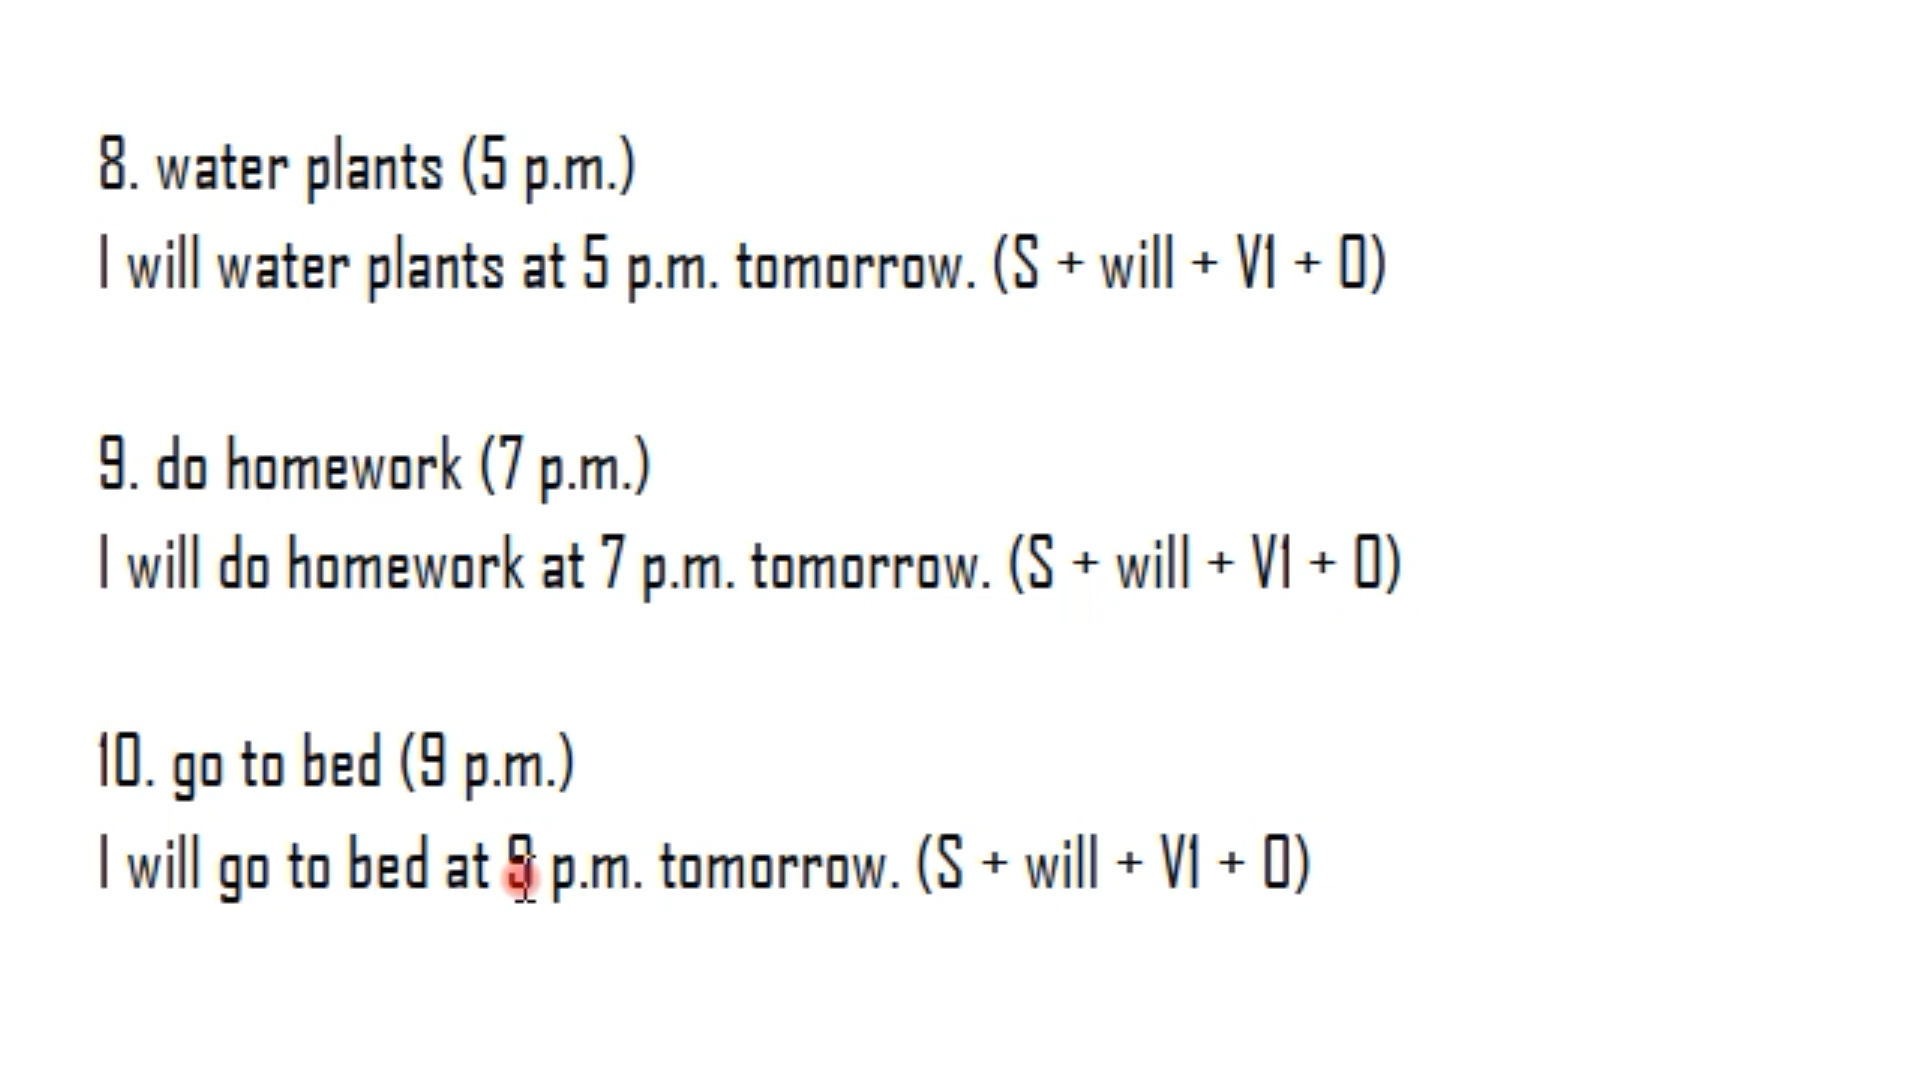 8. water plants (5 p.m.)
I will water plants at 5 p.m. tomorrow. (S + will + V1 + O)
9. do homework (7 p.m.)
I will do homework at 7 p.m. tomorrow. (S + will + V1 + O)
10. go to bed (9 p.m.)
I will go to bed at 9 p.m. tomorrow. (S + will + V1 + O)